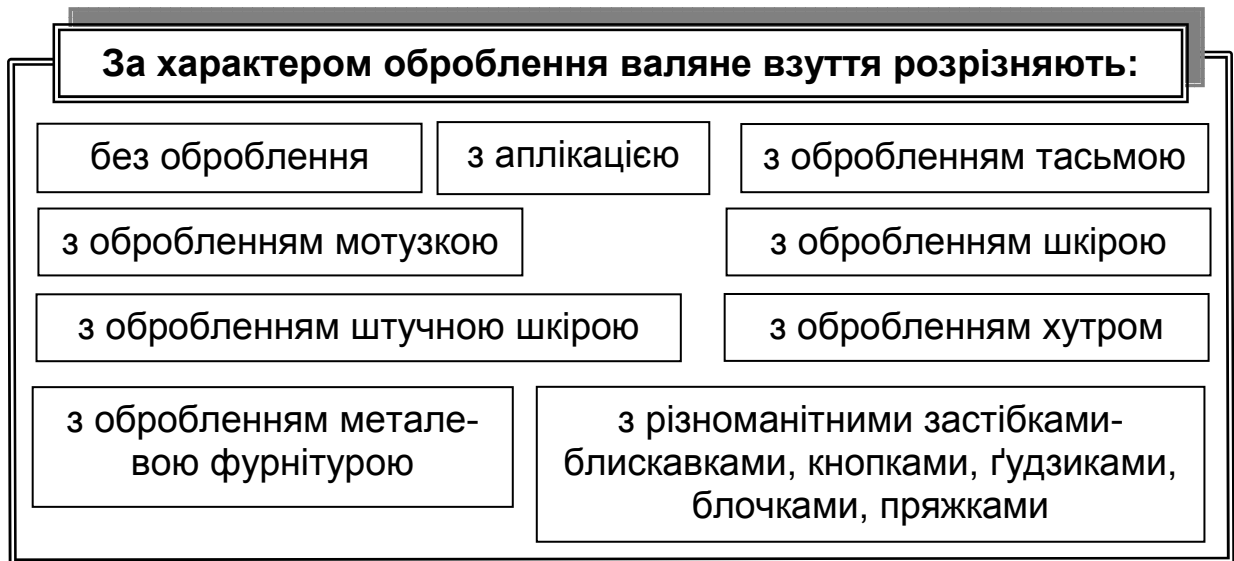 За характером оброблення валяне взуття розрізняють:
без оброблення
з аплікацією
з обробленням тасьмою
з обробленням мотузкою
з обробленням шкірою
з обробленням штучною шкірою
з обробленням хутром
з обробленням метале-
вою фурнітурою
з різноманітними застібками-
блискавками, кнопками, ґудзиками,
блочками, пряжками